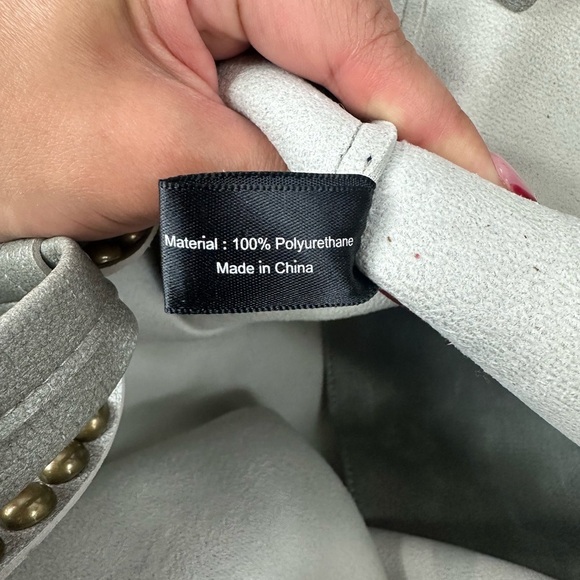 Material : 100% Polyurethane
Made in China